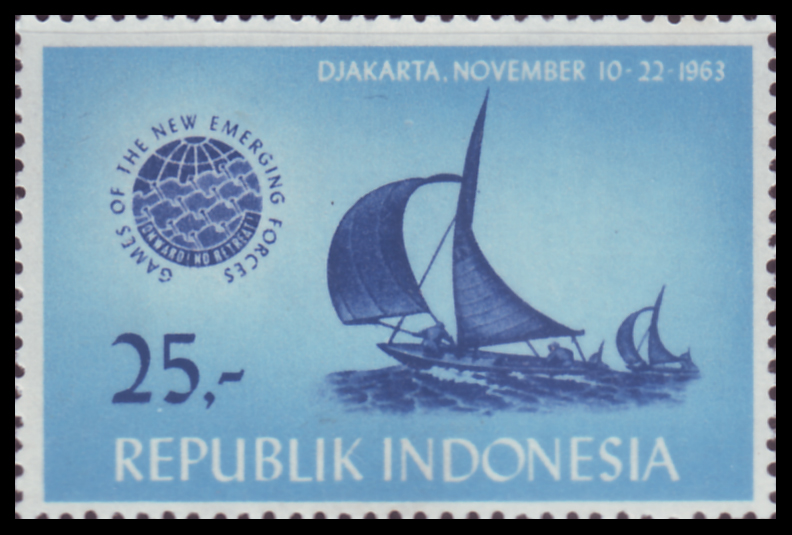 DJAKARTA, NOVEMBER 10-22-1963
GAMES OF THE NEW EMERGING FORCES
ONWARD! NO RETREAT!
25,-
REPUBLIK INDONESIA